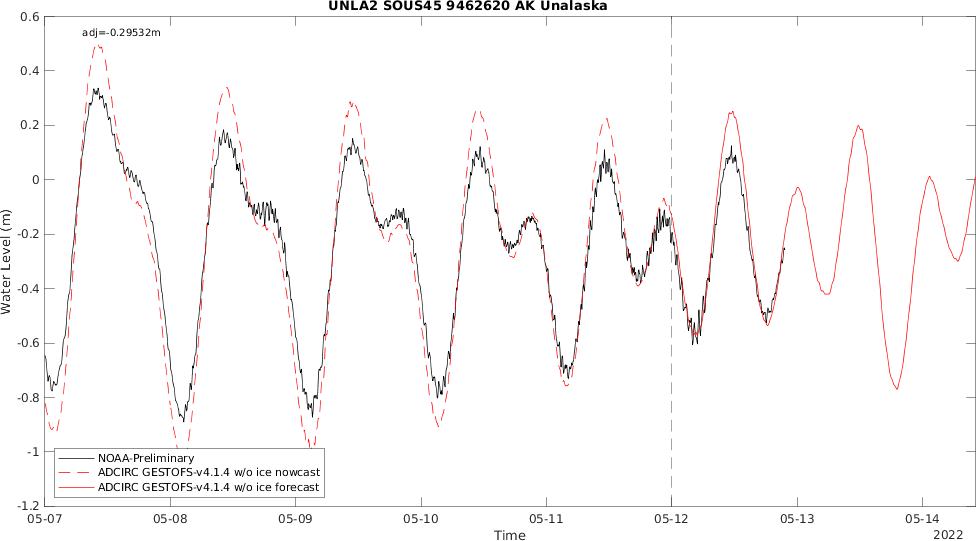 UNLA2 SOUS45 9462620 AK Unalaska
adj=-0.29532m
0.6
0.4
0.2
0
-0.2
-0.4
-0.6
-0.8
-1
-1.2
Water Level (m)
NOAA-Preliminary
ADCIRC GESTOFS-v4.1.4 w/o ice nowcast
ADCIRC GESTOFS-v4.1.4 w/o ice forecast
05-07 05-08 05-09 05-10 05-11 05-12 05-13 05-14
Time
2022